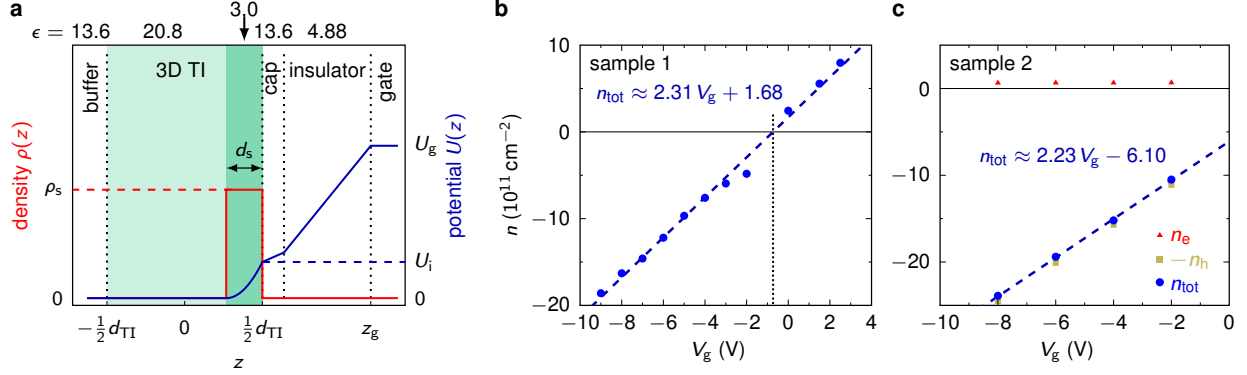 a
3.0
ϵ = 13.6 20.8 13.6 4.88
buffer
3D TI
cap
insulator
gate
density ρ(z)
potential U(z)
d_s
ρ_s
0
U_g
U_i
0
−½ d_TI 0 ½ d_TI z_g
z
b
sample 1
n_tot ≈ 2.31 V_g + 1.68
n (10^11 cm^−2)
10
0
−10
−20
−10 −8 −6 −4 −2 0 2 4
V_g (V)
c
sample 2
n_tot ≈ 2.23 V_g − 6.10
0
−10
−20
n_e
−n_h
n_tot
−10 −8 −6 −4 −2 0
V_g (V)